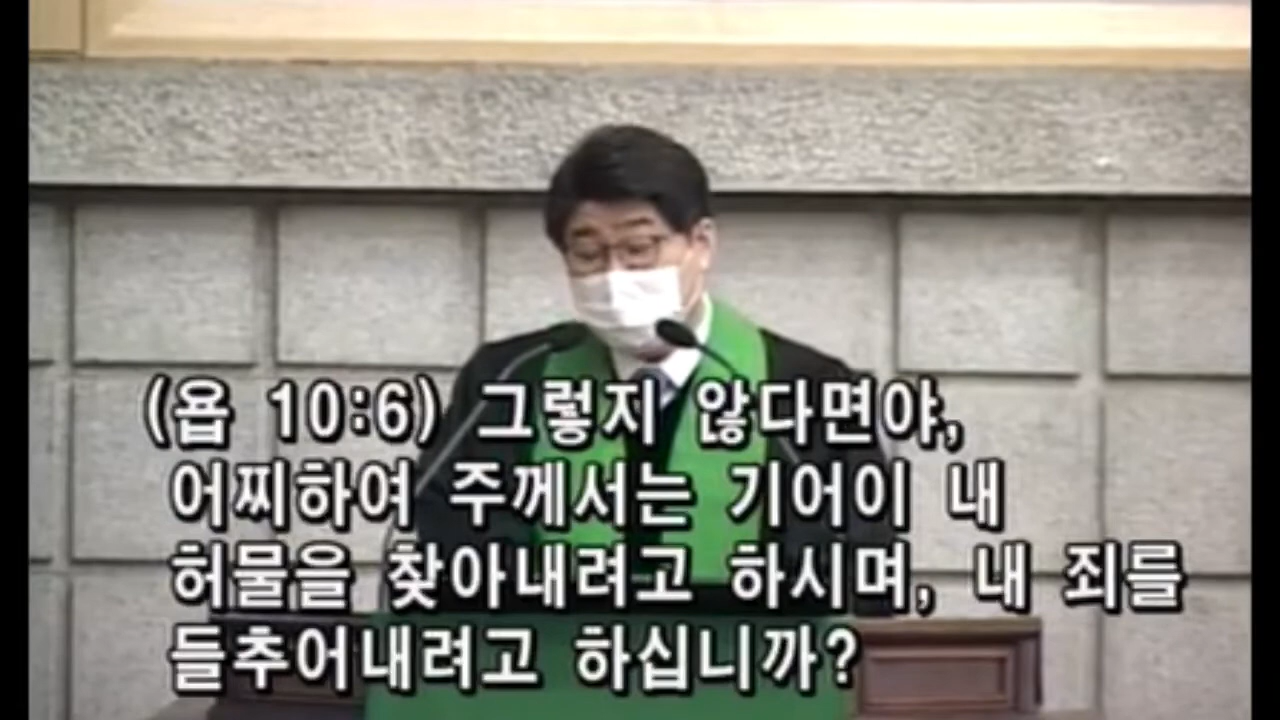 (욥 10:6) 그렇지 않다면야,
어찌하여 주께서는 기어이 내
허물을 찾아내려고 하시며, 내 죄를
들추어내려고 하십니까?